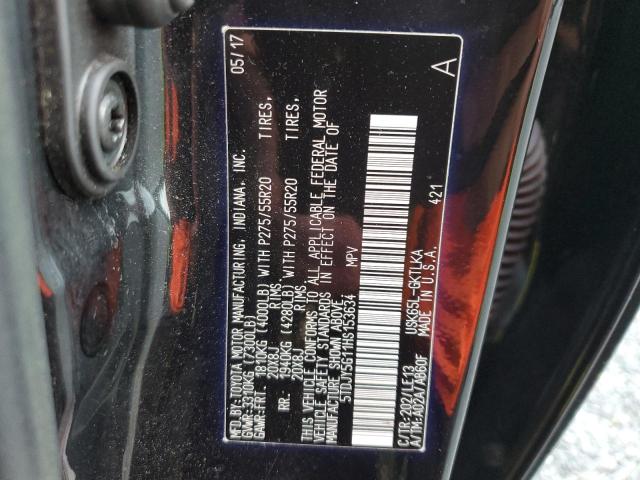 MFD.BY:TOYOTA MOTOR MANUFACTURING, INDIANA, INC. 05/17
GVWR:3310KG(7300LB)
GAWR:FRT. 1810KG(4000LB)WITH P275/55R20 TIRES,
20X8J RIMS,
RR. 1940KG(4280LB)WITH P275/55R20 TIRES,
20X8J RIMS,
THIS VEHICLE CONFORMS TO ALL APPLICABLE FEDERAL MOTOR
VEHICLE SAFETY STANDARDS IN EFFECT ON THE DATE OF
MANUFACTURE SHOWN ABOVE.
5TDJY5G11HS153634 MPV
A
C/TR:202/LE13 USK65L-GKTLKA 421
A/TM:A02A/AB60F MADE IN U.S.A.